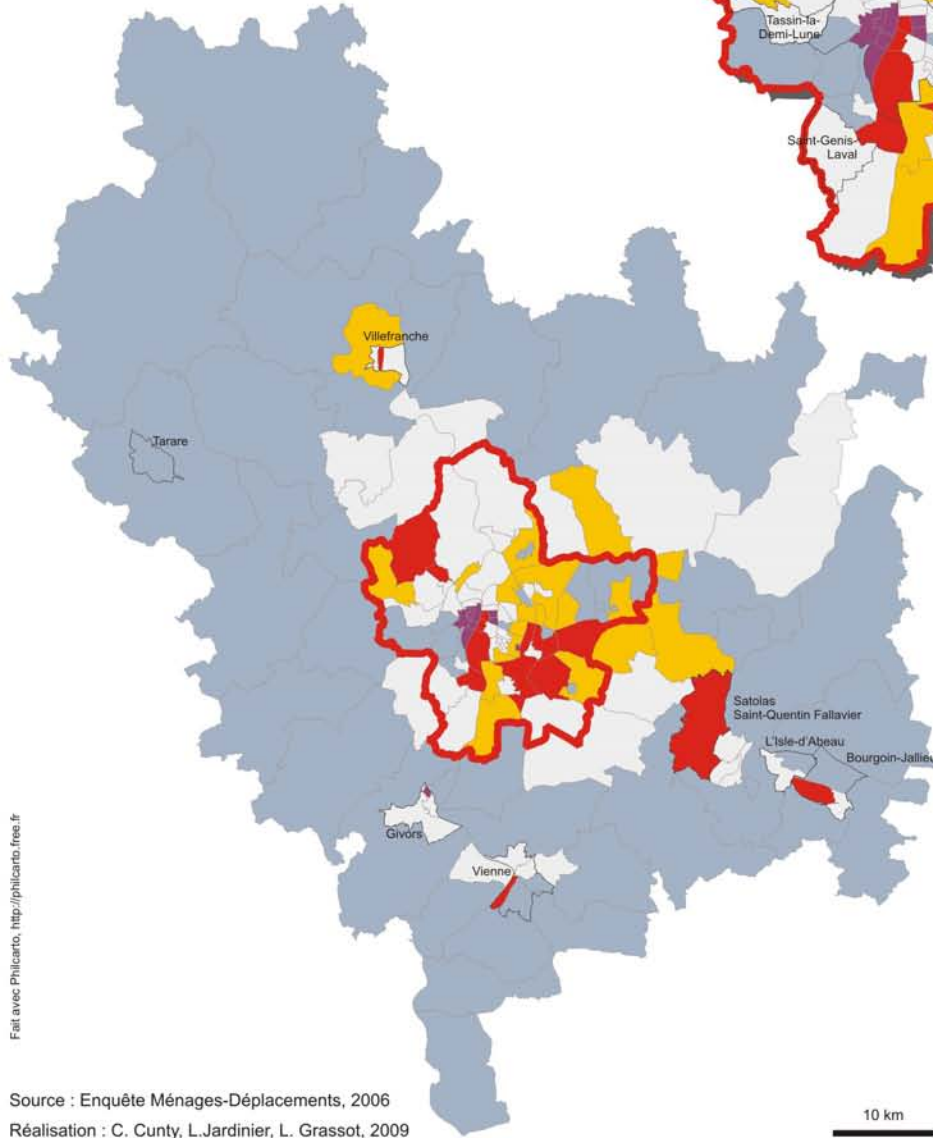 Tassin-la-
Demi-Lune
Saint-Genis-
Laval
Villefranche
Tarare
Satolas
Saint-Quentin Fallavier
L'Isle-d'Abeau
Bourgoin-Jallieu
Givors
Vienne
Fait avec Philcarto, http://philcarto.free.fr
Source : Enquête Ménages-Déplacements, 2006
Réalisation : C. Cunty, L.Jardinier, L. Grassot, 2009
10 km